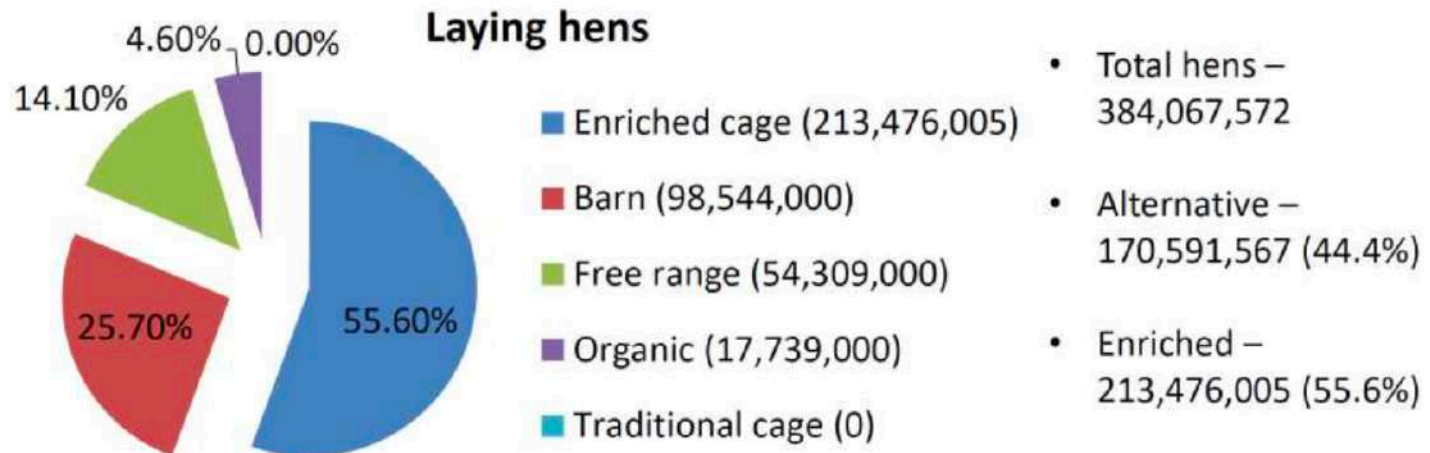 Laying hens
4.60%
0.00%
14.10%
25.70%
55.60%
Enriched cage (213,476,005)
Barn (98,544,000)
Free range (54,309,000)
Organic (17,739,000)
Traditional cage (0)
• Total hens –
384,067,572
• Alternative –
170,591,567 (44.4%)
• Enriched –
213,476,005 (55.6%)